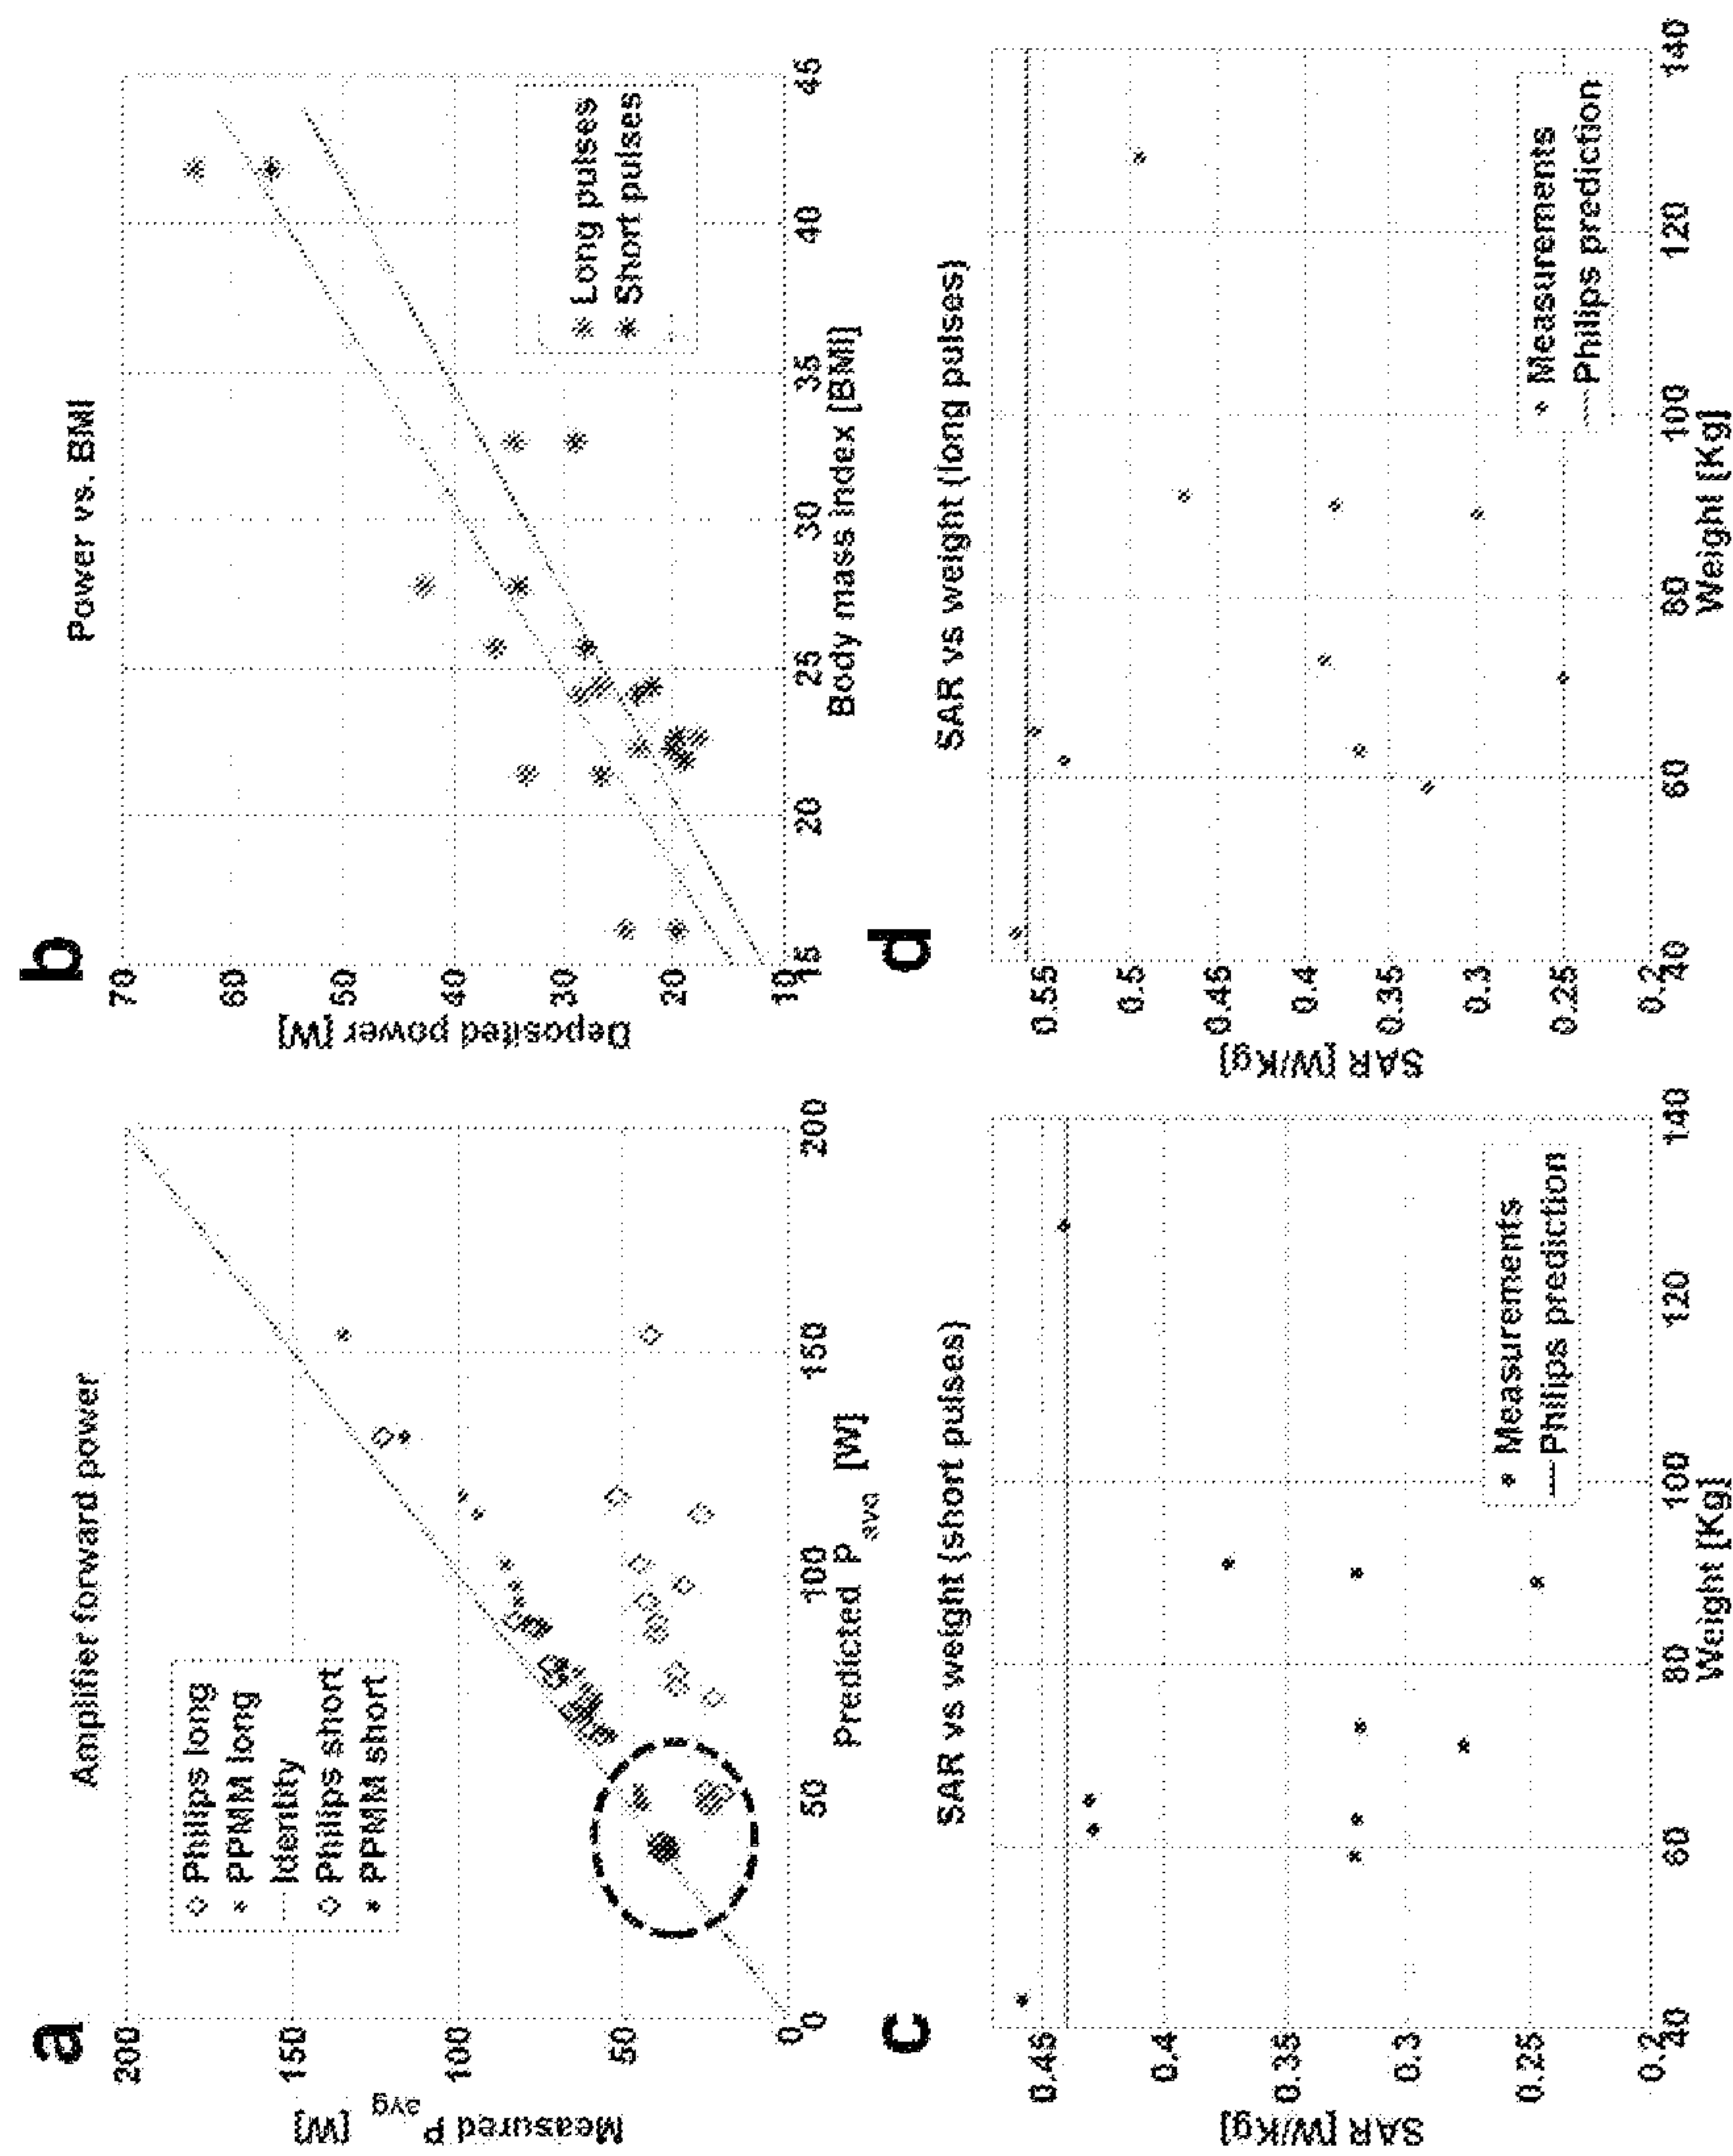 a
Amplifier forward power
200
150
100
50
0
Measured P avg [W]
Philips long
PPMM long
Identity
Philips short
PPMM short
0
50
100
150
200
Predicted P avg [W]
b
Power vs. BMI
70
60
50
40
30
20
10
Deposited power [W]
Long pulses
Short pulses
15
20
25
30
35
40
45
Body mass index [BMI]
c
SAR vs weight (short pulses)
0.45
0.4
0.35
0.3
0.25
0.2
SAR [W/Kg]
Measurements
Philips prediction
40
60
80
100
120
140
Weight [Kg]
d
SAR vs weight (long pulses)
0.55
0.5
0.45
0.4
0.35
0.3
0.25
0.2
SAR [W/Kg]
Measurements
Philips prediction
40
60
80
100
120
140
Weight [Kg]